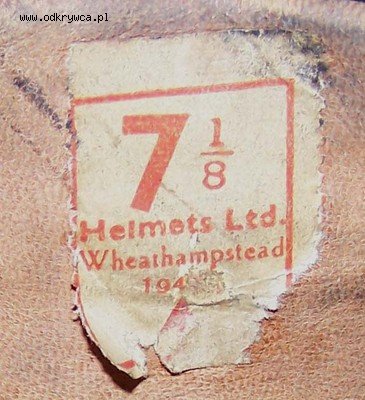 www.odkrywca.pl
7 1/8
Helmets Ltd.
Wheathampstead
194